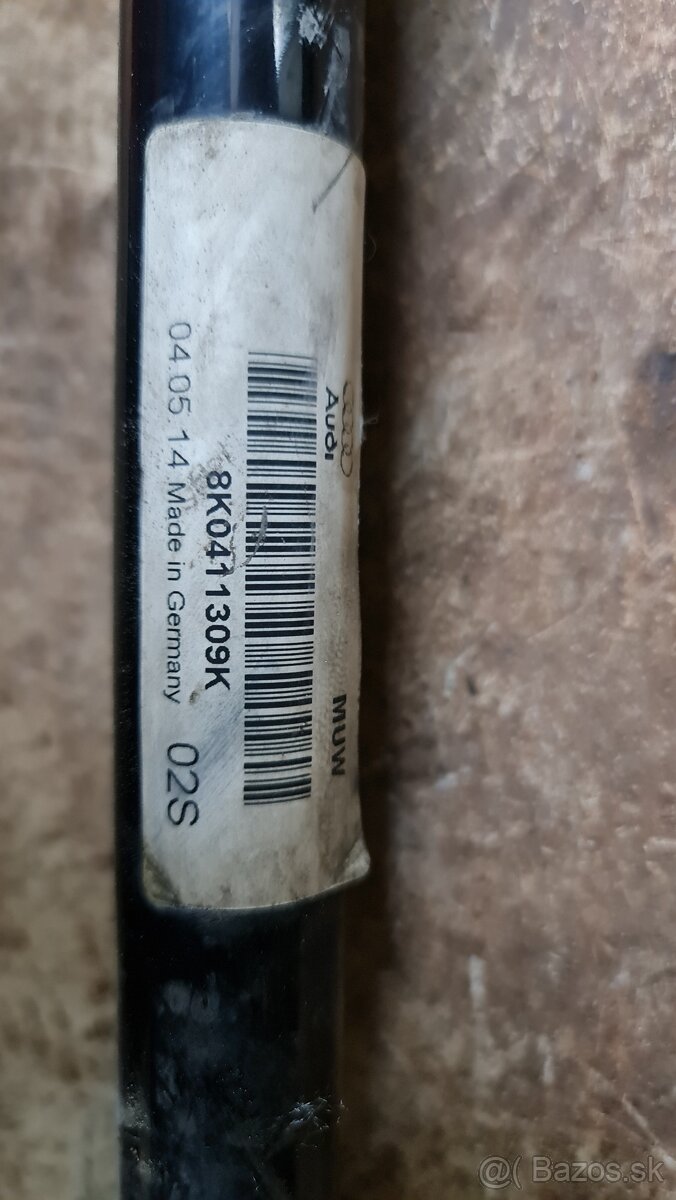 Audi
MUW
8K0411309K
04.05.14 Made in Germany 02S
@( Bazos.sk